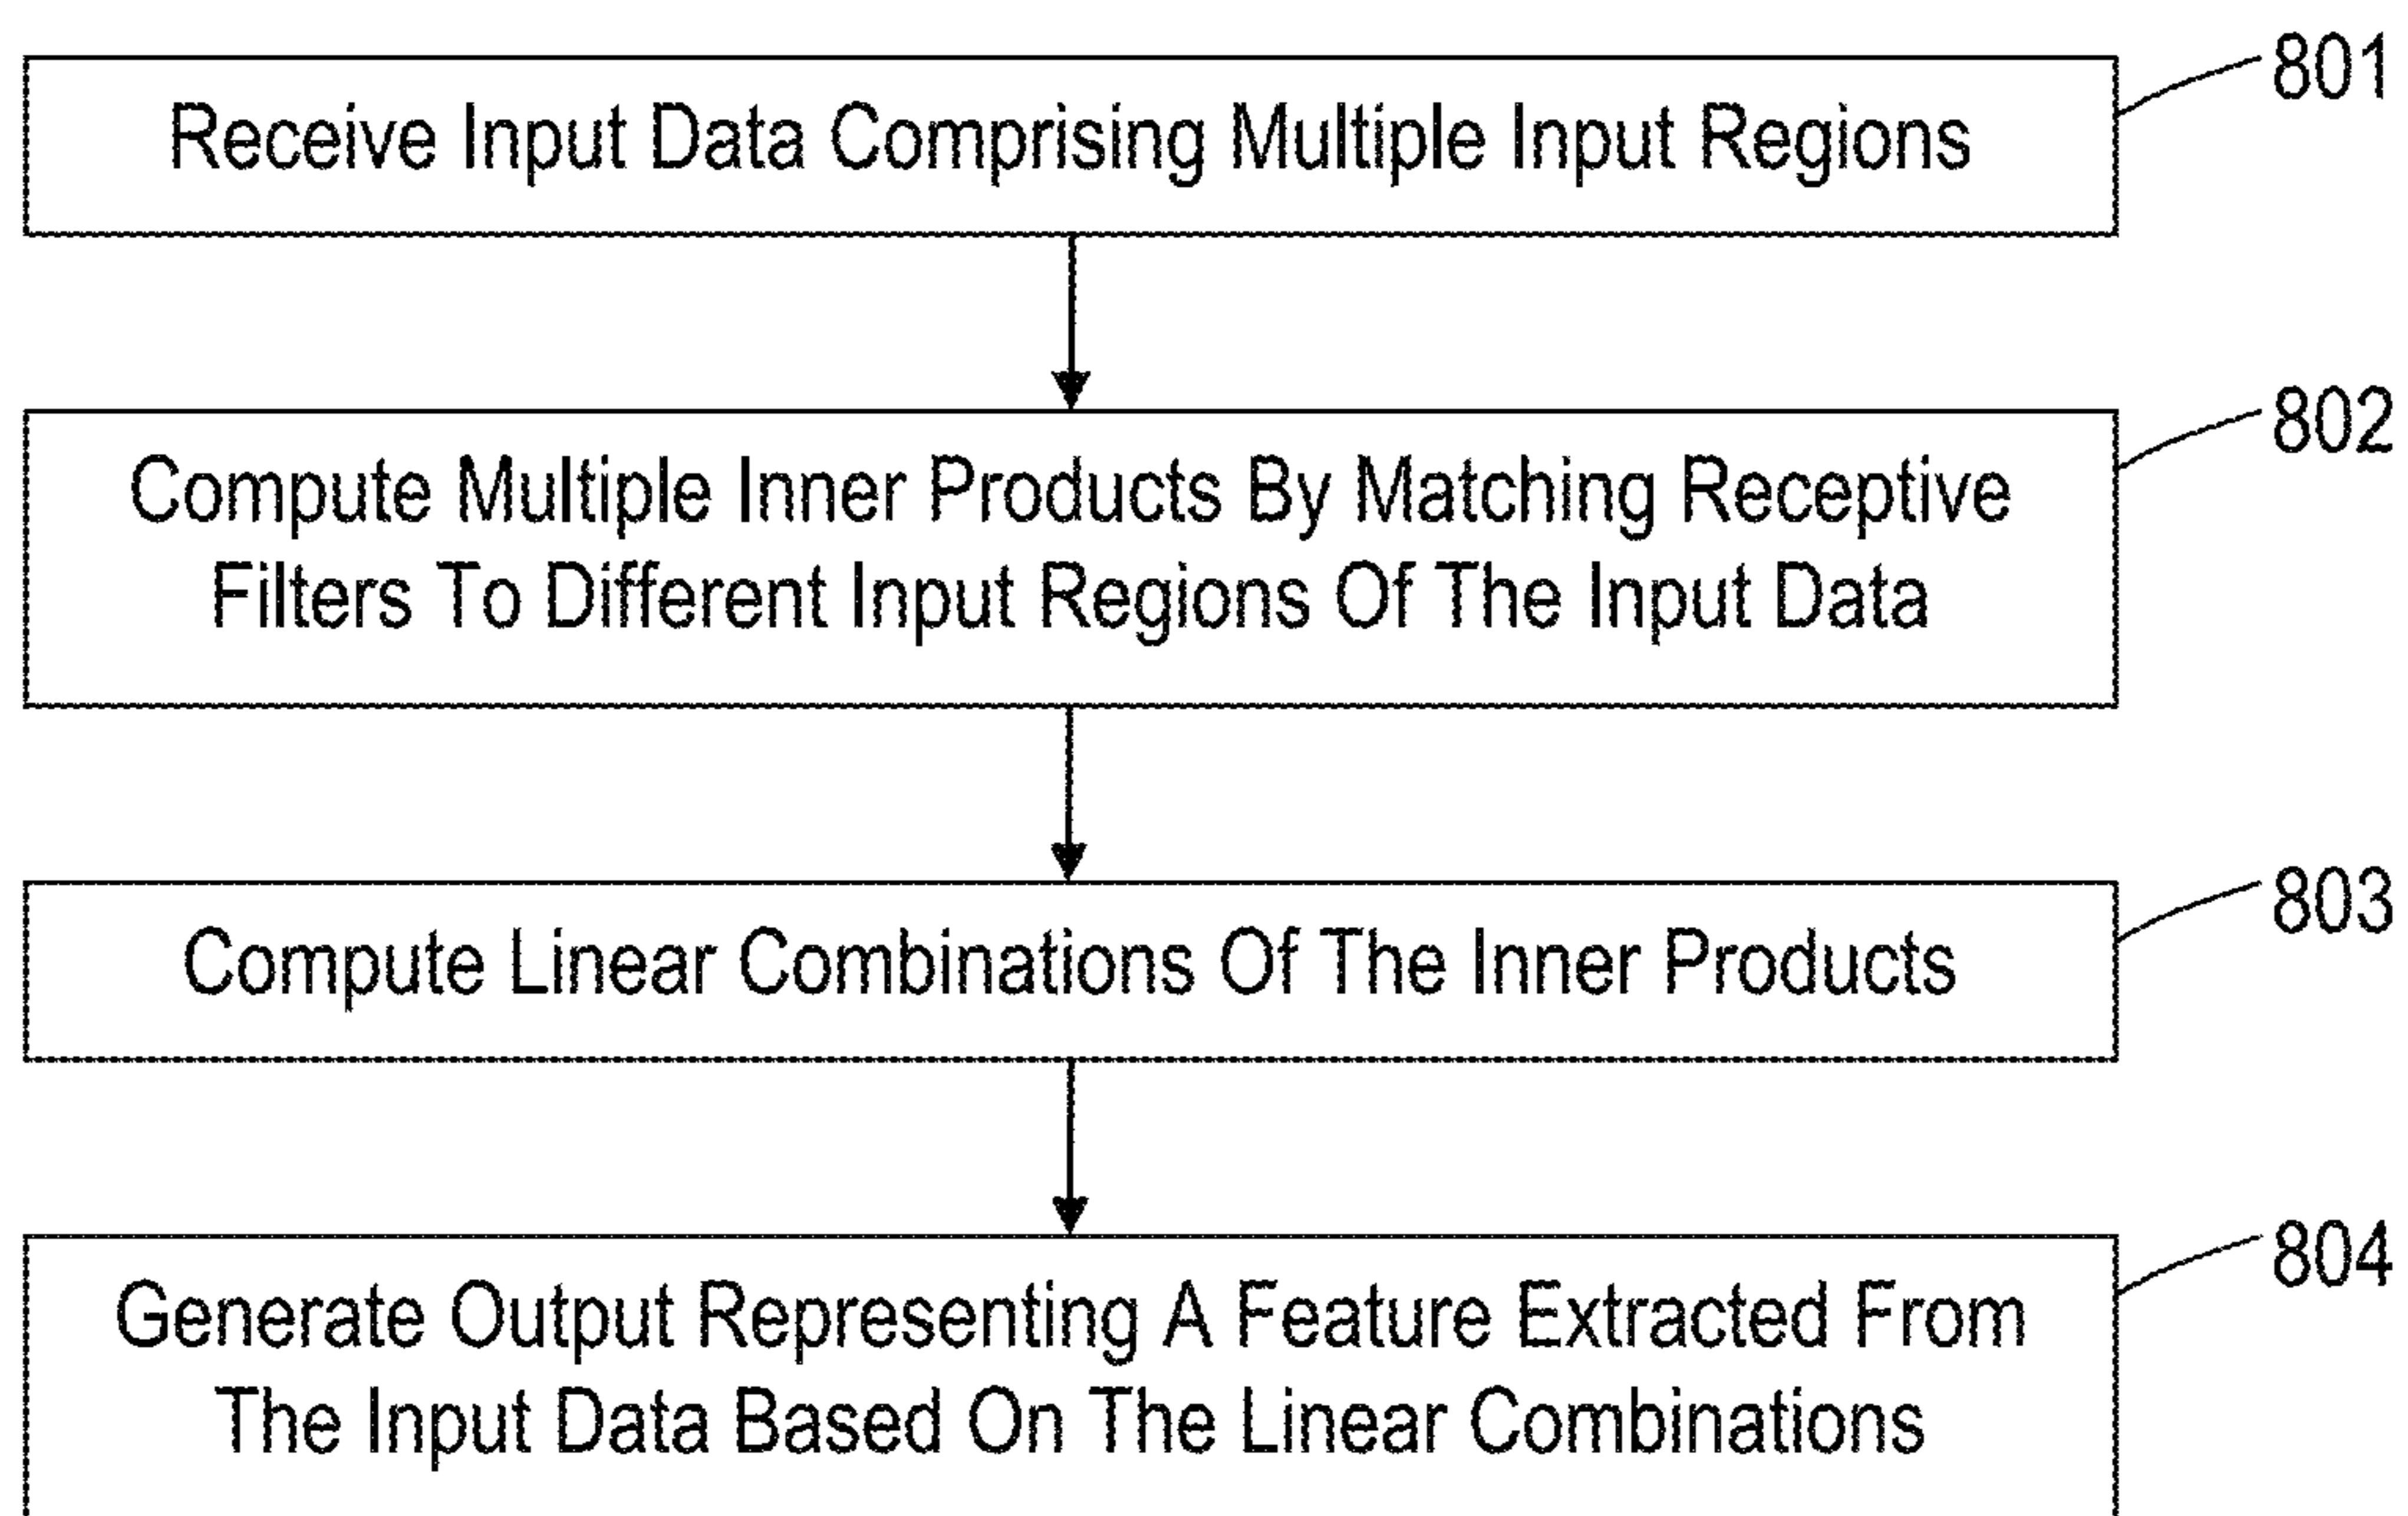 801
Receive Input Data Comprising Multiple Input Regions
802
Compute Multiple Inner Products By Matching Receptive
Filters To Different Input Regions Of The Input Data
803
Compute Linear Combinations Of The Inner Products
804
Generate Output Representing A Feature Extracted From
The Input Data Based On The Linear Combinations